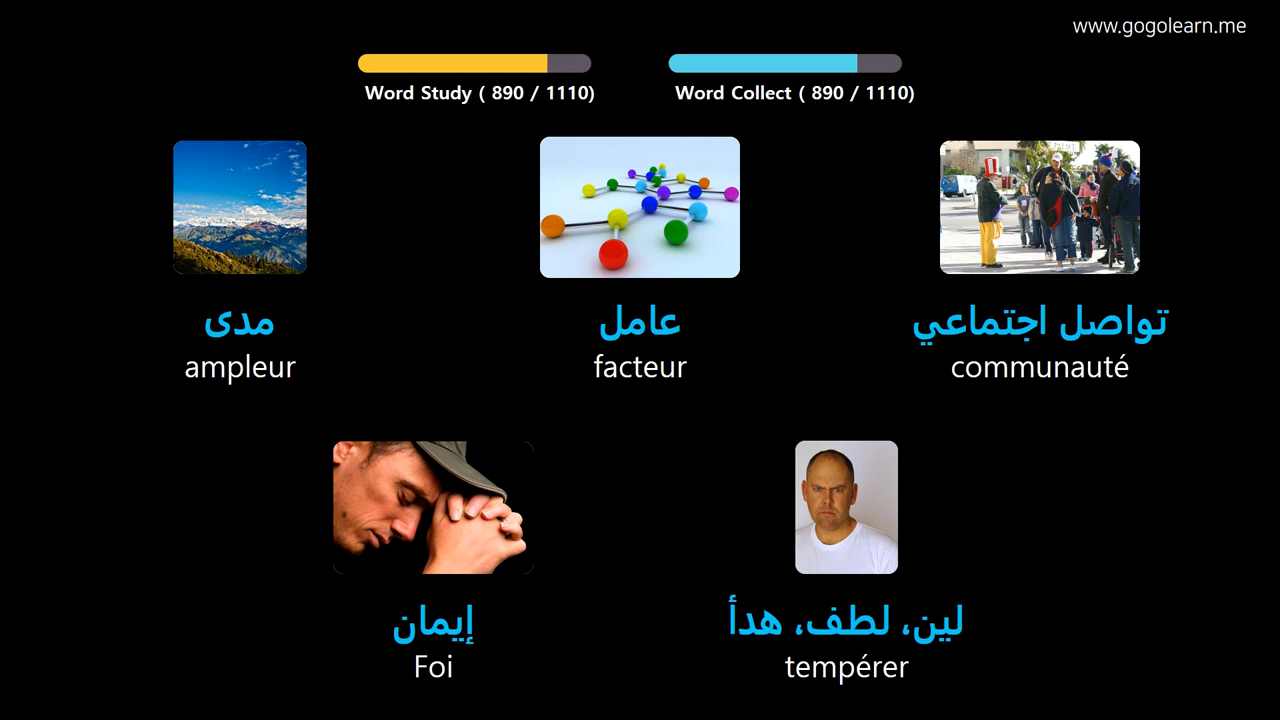 www.gogolearn.me
Word Study ( 890 / 1110)
Word Collect ( 890 / 1110)
مدى
ampleur
عامل
facteur
تواصل اجتماعي
communauté
إيمان
Foi
لين، لطف، هدأ
tempérer